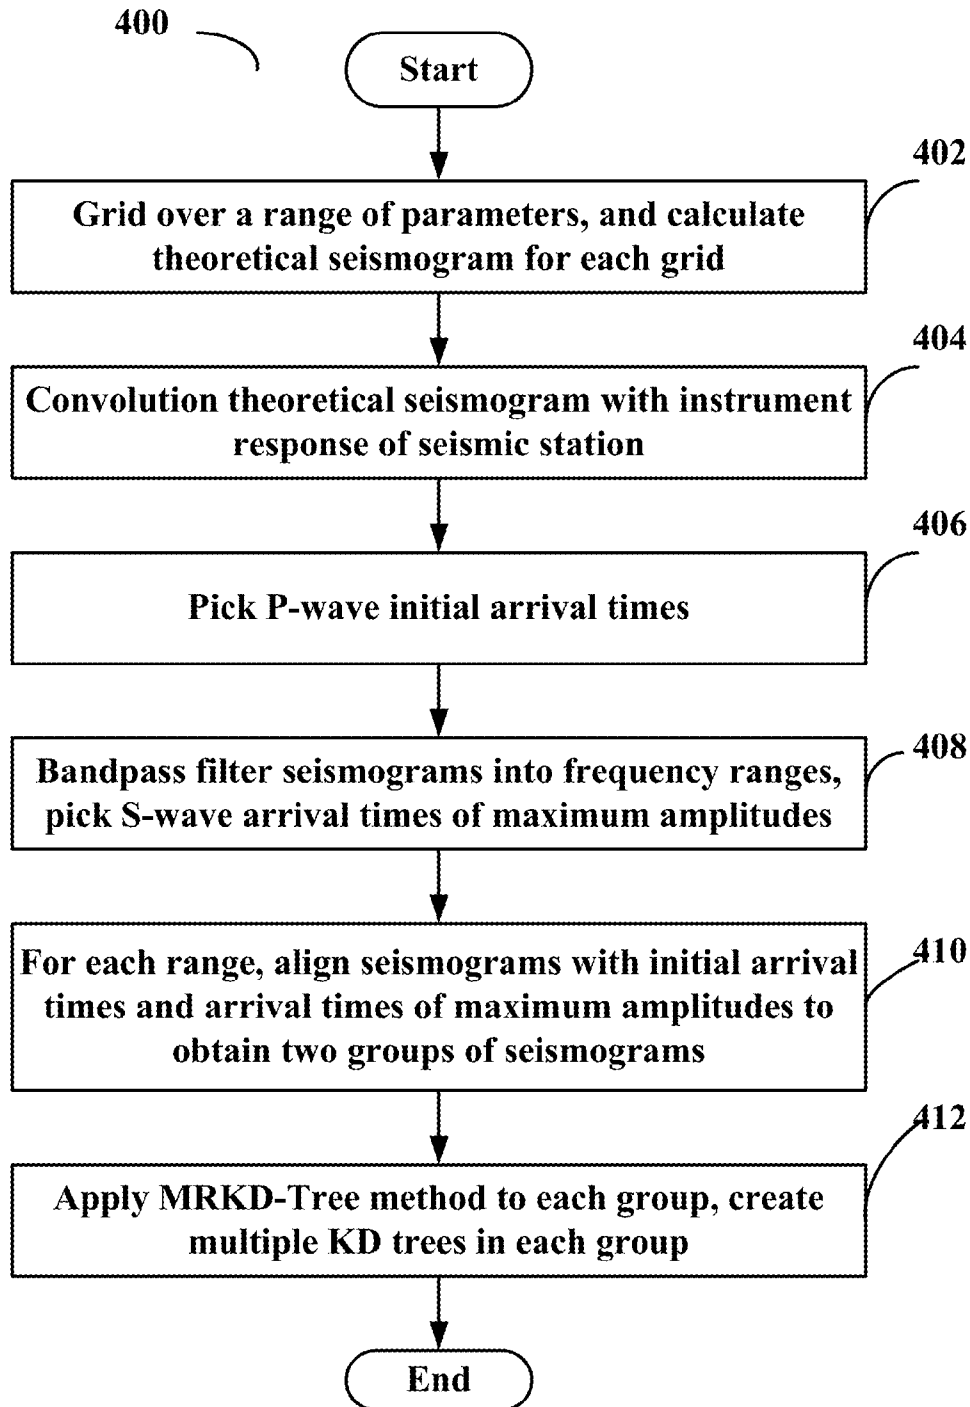 400
Start
402
Grid over a range of parameters, and calculate
theoretical seismogram for each grid
404
Convolution theoretical seismogram with instrument
response of seismic station
406
Pick P-wave initial arrival times
408
Bandpass filter seismograms into frequency ranges,
pick S-wave arrival times of maximum amplitudes
410
For each range, align seismograms with initial arrival
times and arrival times of maximum amplitudes to
obtain two groups of seismograms
412
Apply MRKD-Tree method to each group, create
multiple KD trees in each group
End